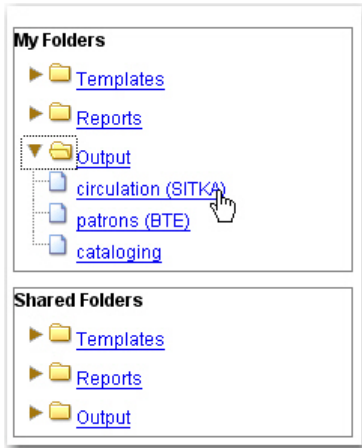 My Folders
Templates
Reports
Output
circulation (SITKA)
patrons (BTE)
cataloging
Shared Folders
Templates
Reports
Output